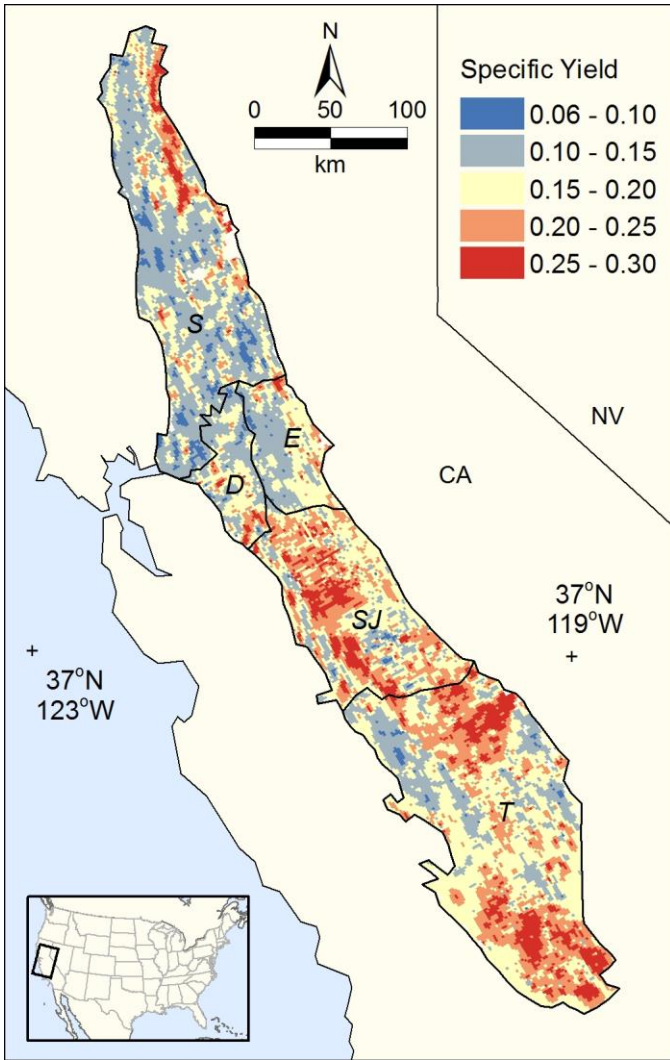 N
0 50 100
km
Specific Yield
0.06 - 0.10
0.10 - 0.15
0.15 - 0.20
0.20 - 0.25
0.25 - 0.30
S
E
D
NV
CA
SJ
37°N
119°W
+
+
37°N
123°W
T